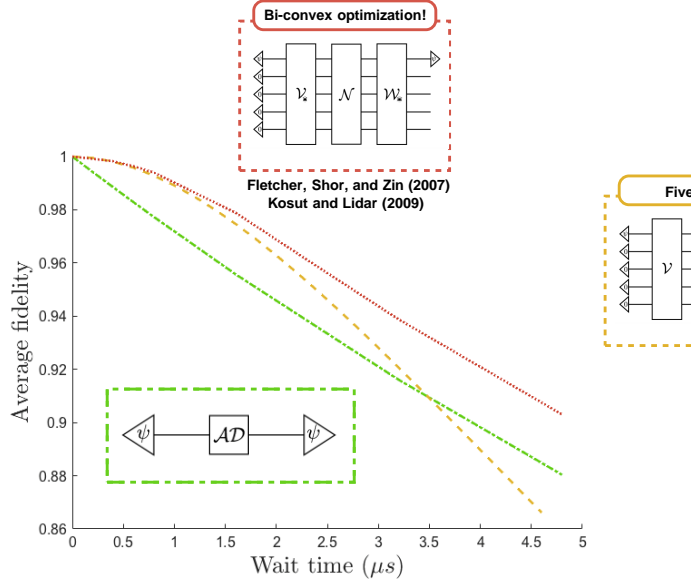 Bi-convex optimization!
𝒱* 𝒩 𝒲*
Fletcher, Shor, and Zin (2007)
Kosut and Lidar (2009)
Five
𝒱
1
0.98
0.96
0.94
0.92
0.9
0.88
0.86
Average fidelity
ψ 𝒜𝒟 ψ
0 0.5 1 1.5 2 2.5 3 3.5 4 4.5 5
Wait time (μs)